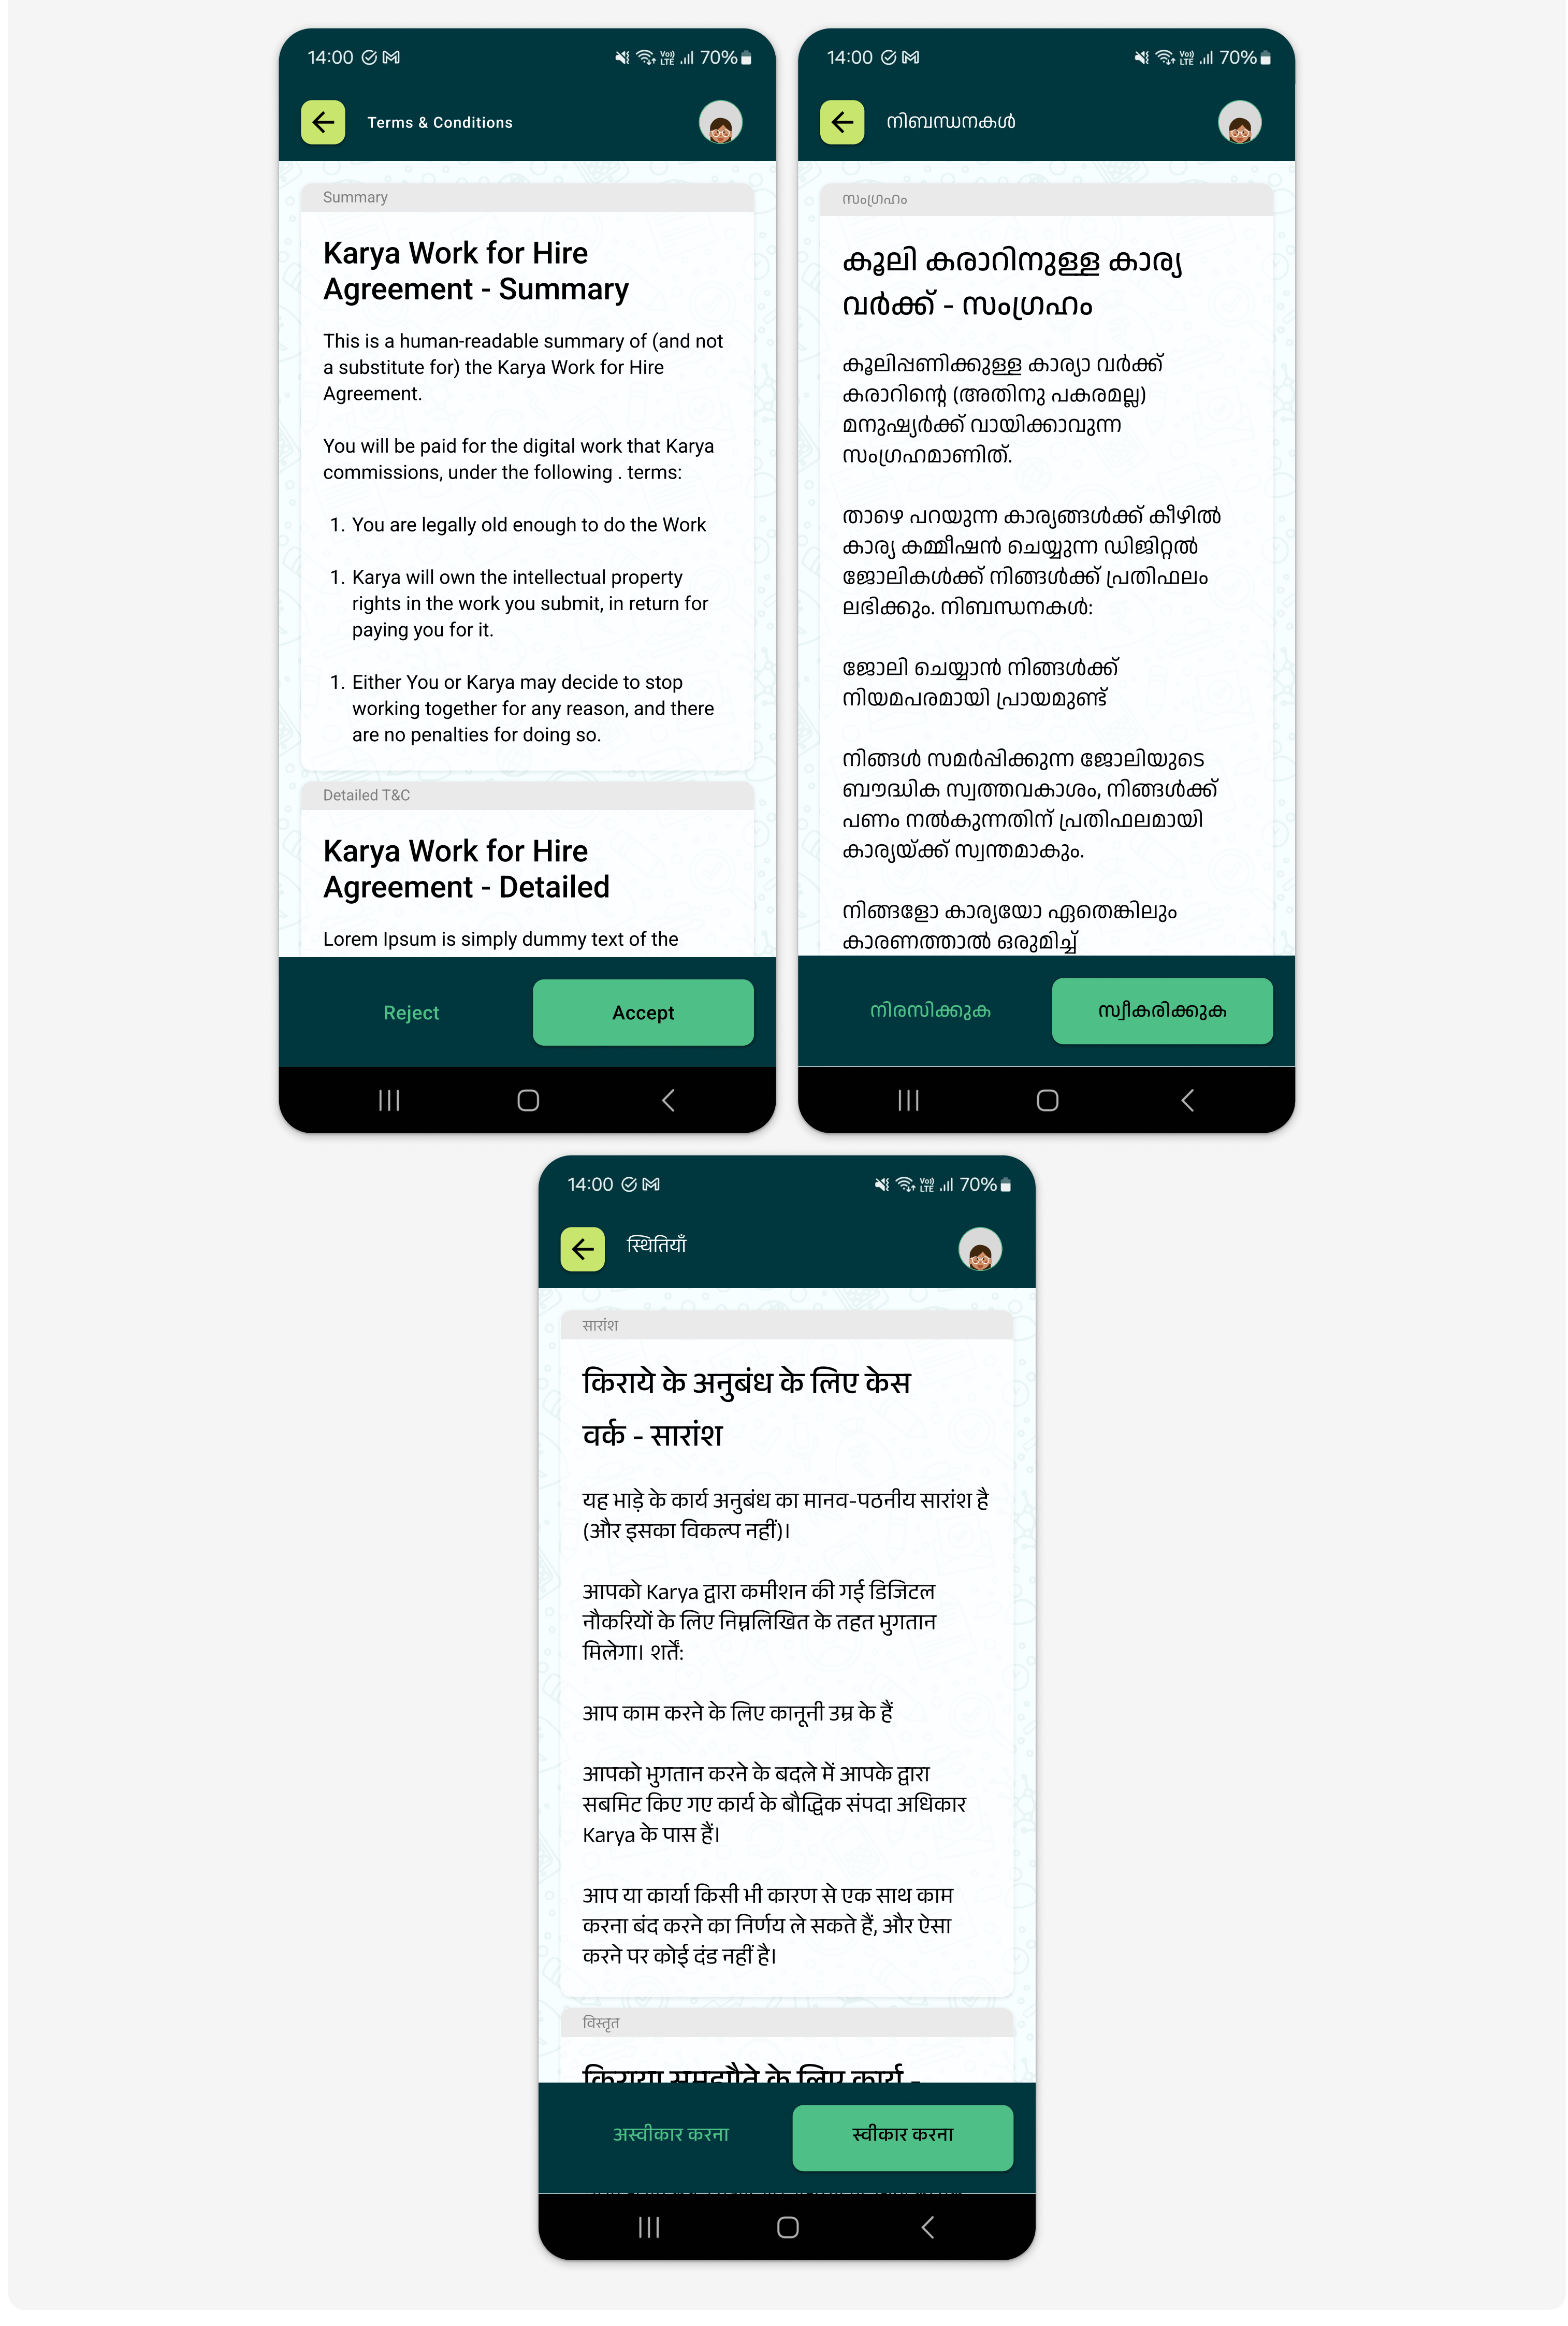 14:00
Vo)) LTE 70%
Terms & Conditions
Summary
Karya Work for Hire
Agreement - Summary
This is a human-readable summary of (and not
a substitute for) the Karya Work for Hire
Agreement.
You will be paid for the digital work that Karya
commissions, under the following . terms:
1. You are legally old enough to do the Work
1. Karya will own the intellectual property
rights in the work you submit, in return for
paying you for it.
1. Either You or Karya may decide to stop
working together for any reason, and there
are no penalties for doing so.
Detailed T&C
Karya Work for Hire
Agreement - Detailed
Lorem Ipsum is simply dummy text of the
Reject
Accept
14:00
Vo)) LTE 70%
നിബന്ധനകൾ
സംഗ്രഹം
കൂലി കരാറിനുള്ള കാര്യ
വർക്ക് - സംഗ്രഹം
കൂലിപ്പണിക്കുള്ള കാര്യാ വർക്ക്
കരാറിന്റെ (അതിനു പകരമല്ല)
മനുഷ്യർക്ക് വായിക്കാവുന്ന
സംഗ്രഹമാണിത്.
താഴെ പറയുന്ന കാര്യങ്ങൾക്ക് കീഴിൽ
കാര്യ കമ്മീഷൻ ചെയ്യുന്ന ഡിജിറ്റൽ
ജോലികൾക്ക് നിങ്ങൾക്ക് പ്രതിഫലം
ലഭിക്കും. നിബന്ധനകൾ:
ജോലി ചെയ്യാൻ നിങ്ങൾക്ക്
നിയമപരമായി പ്രായമുണ്ട്
നിങ്ങൾ സമർപ്പിക്കുന്ന ജോലിയുടെ
ബൗദ്ധിക സ്വത്തവകാശം, നിങ്ങൾക്ക്
പണം നൽകുന്നതിന് പ്രതിഫലമായി
കാര്യയ്ക്ക് സ്വന്തമാകും.
നിങ്ങളോ കാര്യയോ ഏതെങ്കിലും
കാരണത്താൽ ഒരുമിച്ച്
നിരസിക്കുക
സ്വീകരിക്കുക
14:00
Vo)) LTE 70%
स्थितियाँ
सारांश
किराये के अनुबंध के लिए केस
वर्क - सारांश
यह भाड़े के कार्य अनुबंध का मानव-पठनीय सारांश है
(और इसका विकल्प नहीं)।
आपको Karya द्वारा कमीशन की गई डिजिटल
नौकरियों के लिए निम्नलिखित के तहत भुगतान
मिलेगा। शर्तें:
आप काम करने के लिए कानूनी उम्र के हैं
आपको भुगतान करने के बदले में आपके द्वारा
सबमिट किए गए कार्य के बौद्धिक संपदा अधिकार
Karya के पास हैं।
आप या कार्या किसी भी कारण से एक साथ काम
करना बंद करने का निर्णय ले सकते हैं, और ऐसा
करने पर कोई दंड नहीं है।
विस्तृत
किराया समझौते के लिए कार्य -
अस्वीकार करना
स्वीकार करना